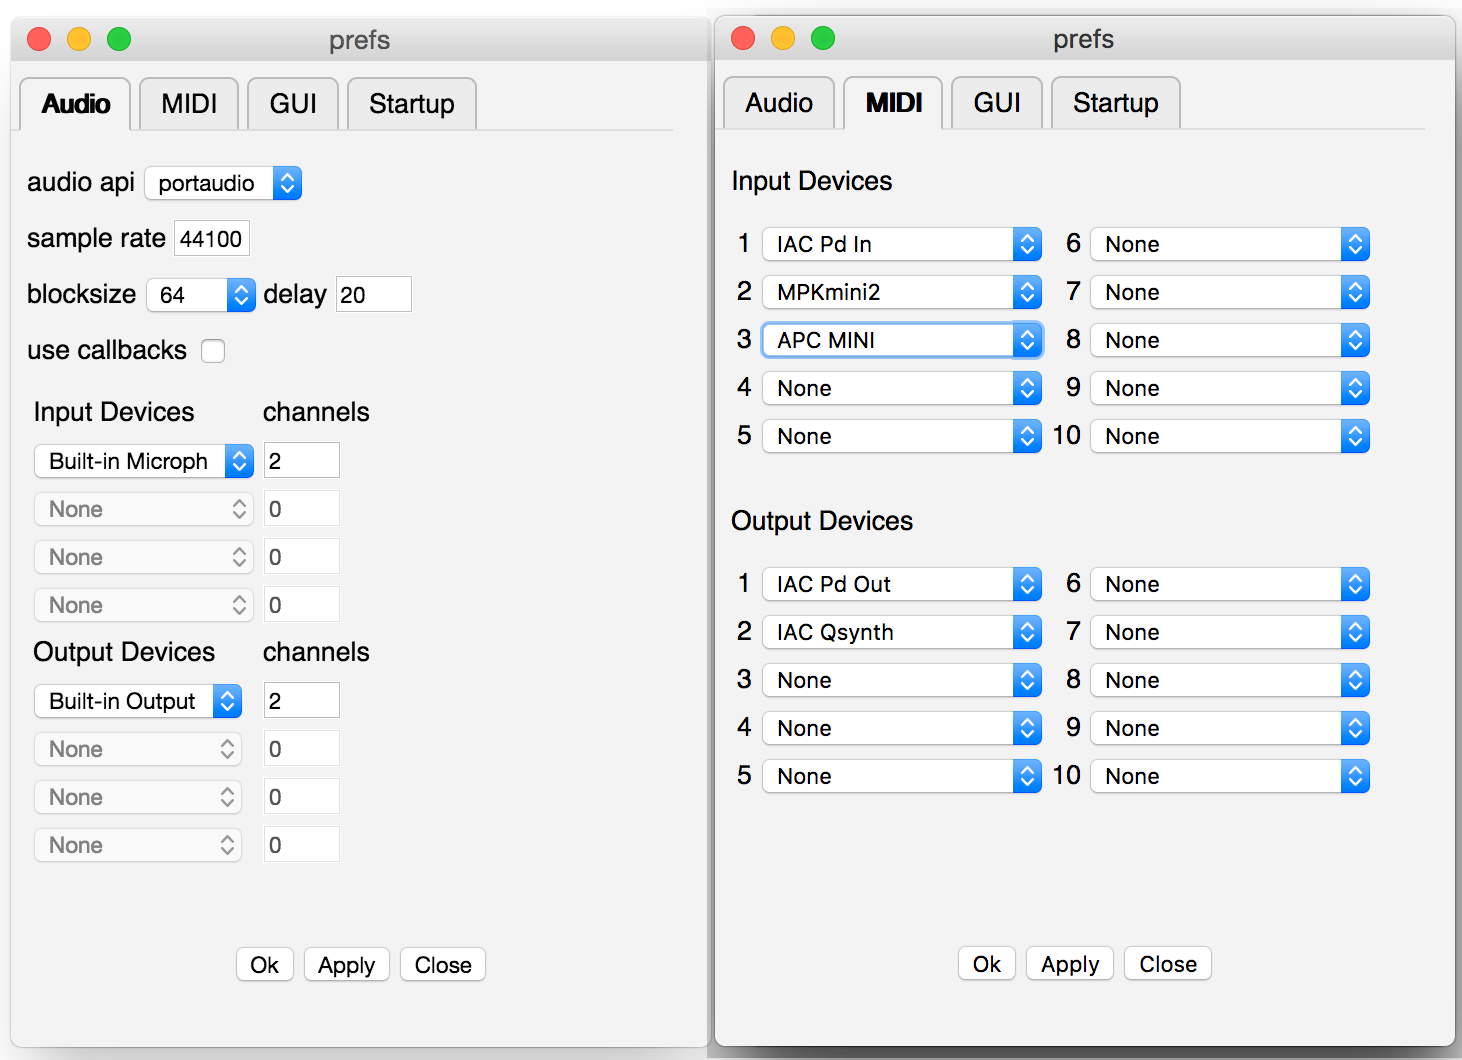 prefs
Audio MIDI GUI Startup
audio api portaudio
sample rate 44100
blocksize 64 delay 20
use callbacks
Input Devices channels
Built-in Microph 2
None 0
None 0
None 0
Output Devices channels
Built-in Output 2
None 0
None 0
None 0
Ok Apply Close
prefs
Audio MIDI GUI Startup
Input Devices
1 IAC Pd In 6 None
2 MPKmini2 7 None
3 APC MINI 8 None
4 None 9 None
5 None 10 None
Output Devices
1 IAC Pd Out 6 None
2 IAC Qsynth 7 None
3 None 8 None
4 None 9 None
5 None 10 None
Ok Apply Close